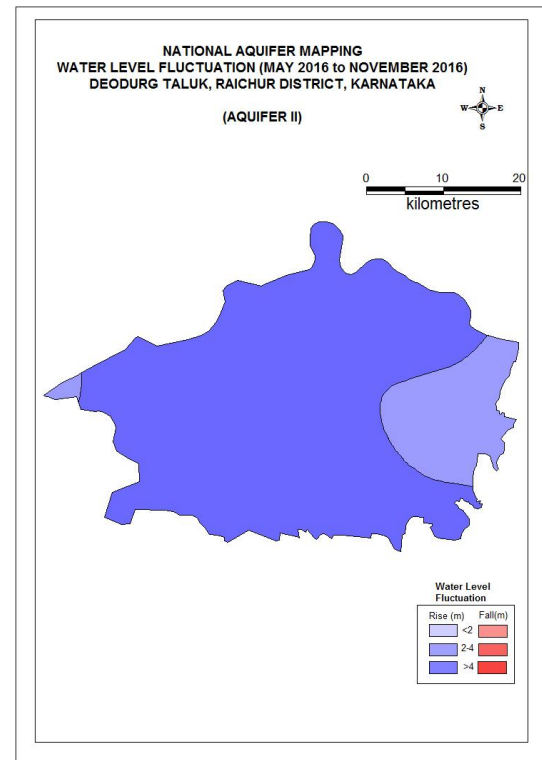 NATIONAL AQUIFER MAPPING
WATER LEVEL FLUCTUATION (MAY 2016 to NOVEMBER 2016)
DEODURG TALUK, RAICHUR DISTRICT, KARNATAKA
(AQUIFER II)
N
W E
S
0 10 20
kilometres
Water Level
Fluctuation
Rise (m) Fall(m)
<2
2-4
>4